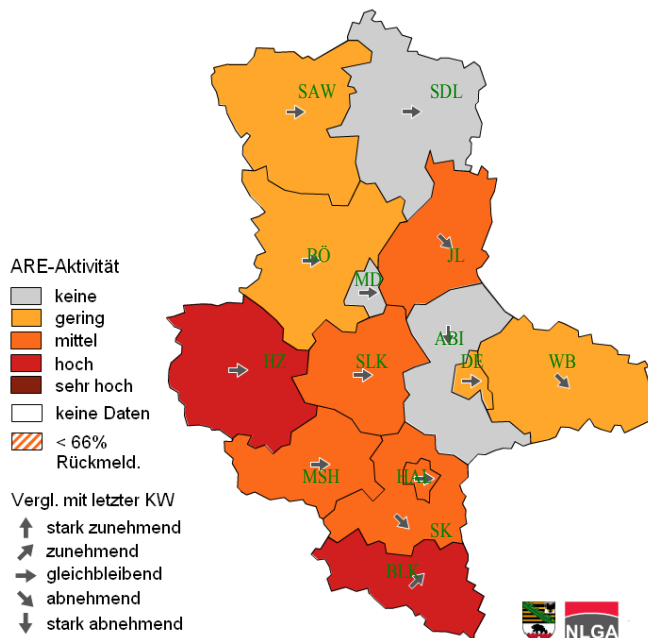 SAW
SDL
BÖ
JL
MD
HZ
SLK
ABI
DE
WB
MSH
HAL
SK
BLK
ARE-Aktivität
keine
gering
mittel
hoch
sehr hoch
keine Daten
< 66%
Rückmeld.
Vergl. mit letzter KW
stark zunehmend
zunehmend
gleichbleibend
abnehmend
stark abnehmend
NLGA